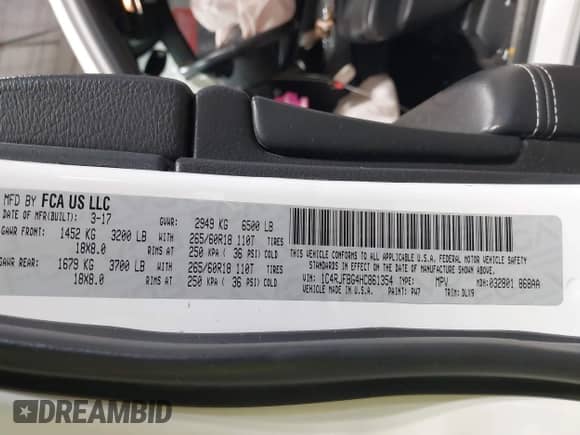 MFD BY FCA US LLC
DATE OF MFR(BUILT): 3-17 GVWR: 2949 KG 6500 LB
GAWR FRONT: 1452 KG 3200 LB WITH 265/60R18 110T TIRES
18X8.0 RIMS AT 250 KPA ( 36 PSI) COLD
GAWR REAR: 1679 KG 3700 LB WITH 265/60R18 110T TIRES
18X8.0 RIMS AT 250 KPA ( 36 PSI) COLD
THIS VEHICLE CONFORMS TO ALL APPLICABLE U.S.A. FEDERAL MOTOR VEHICLE SAFETY
STANDARDS IN EFFECT ON THE DATE OF MANUFACTURE SHOWN ABOVE.
VIN: 1C4RJFBG4HC861354 TYPE: MPV MDH: 032801 868AA
VEHICLE MADE IN U.S.A. PAINT: PW7 TRIM: DLX9
DREAMBID